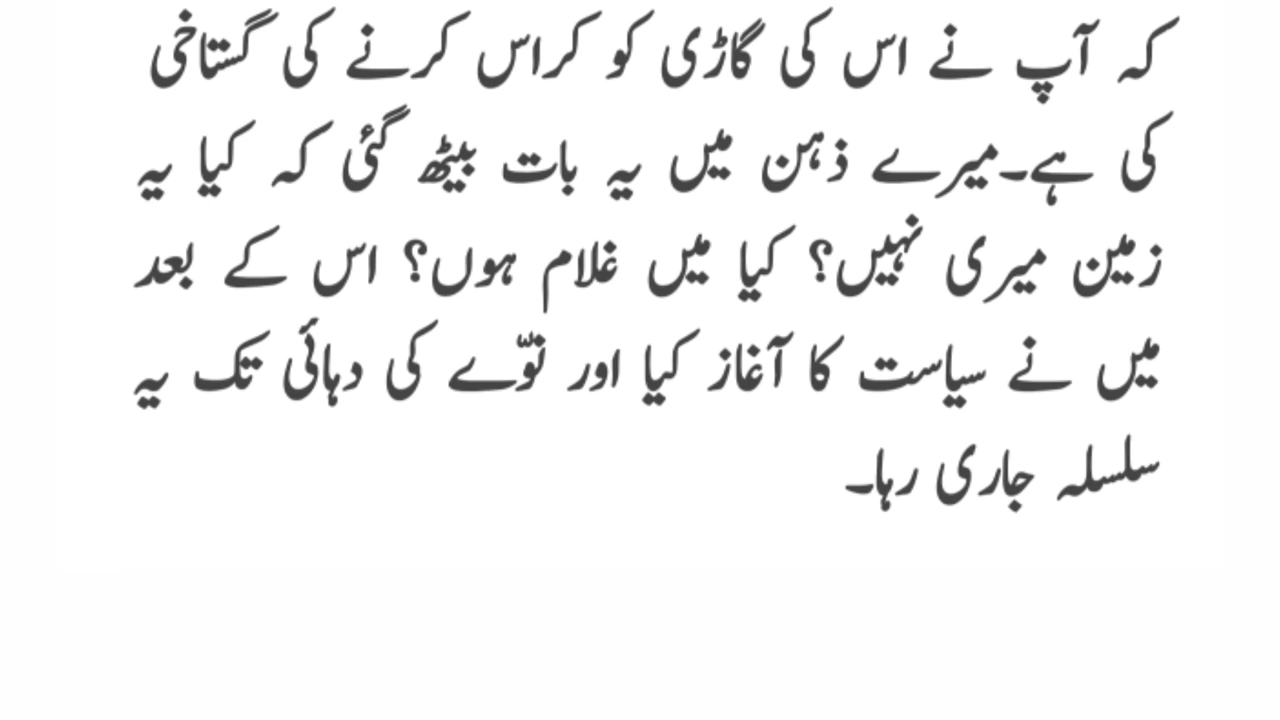 کہ آپ نے اس کی گاڑی کو کراس کرنے کی گستاخی
کی ہے۔میرے ذہن میں یہ بات بیٹھ گئی کہ کیا یہ
زمین میری نہیں؟ کیا میں غلام ہوں؟ اس کے بعد
میں نے سیاست کا آغاز کیا اور نوّے کی دہائی تک یہ
سلسلہ جاری رہا۔